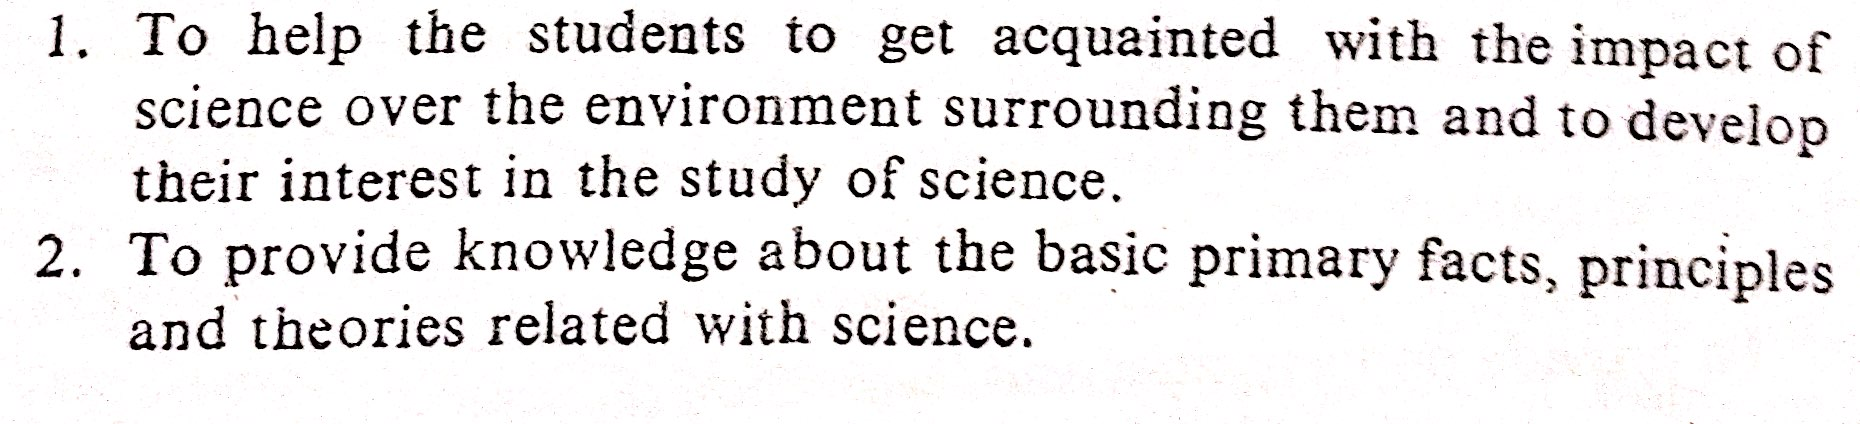 1. To help the students to get acquainted with the impact of
science over the environment surrounding them and to develop
their interest in the study of science.
2. To provide knowledge about the basic primary facts, principles
and theories related with science.